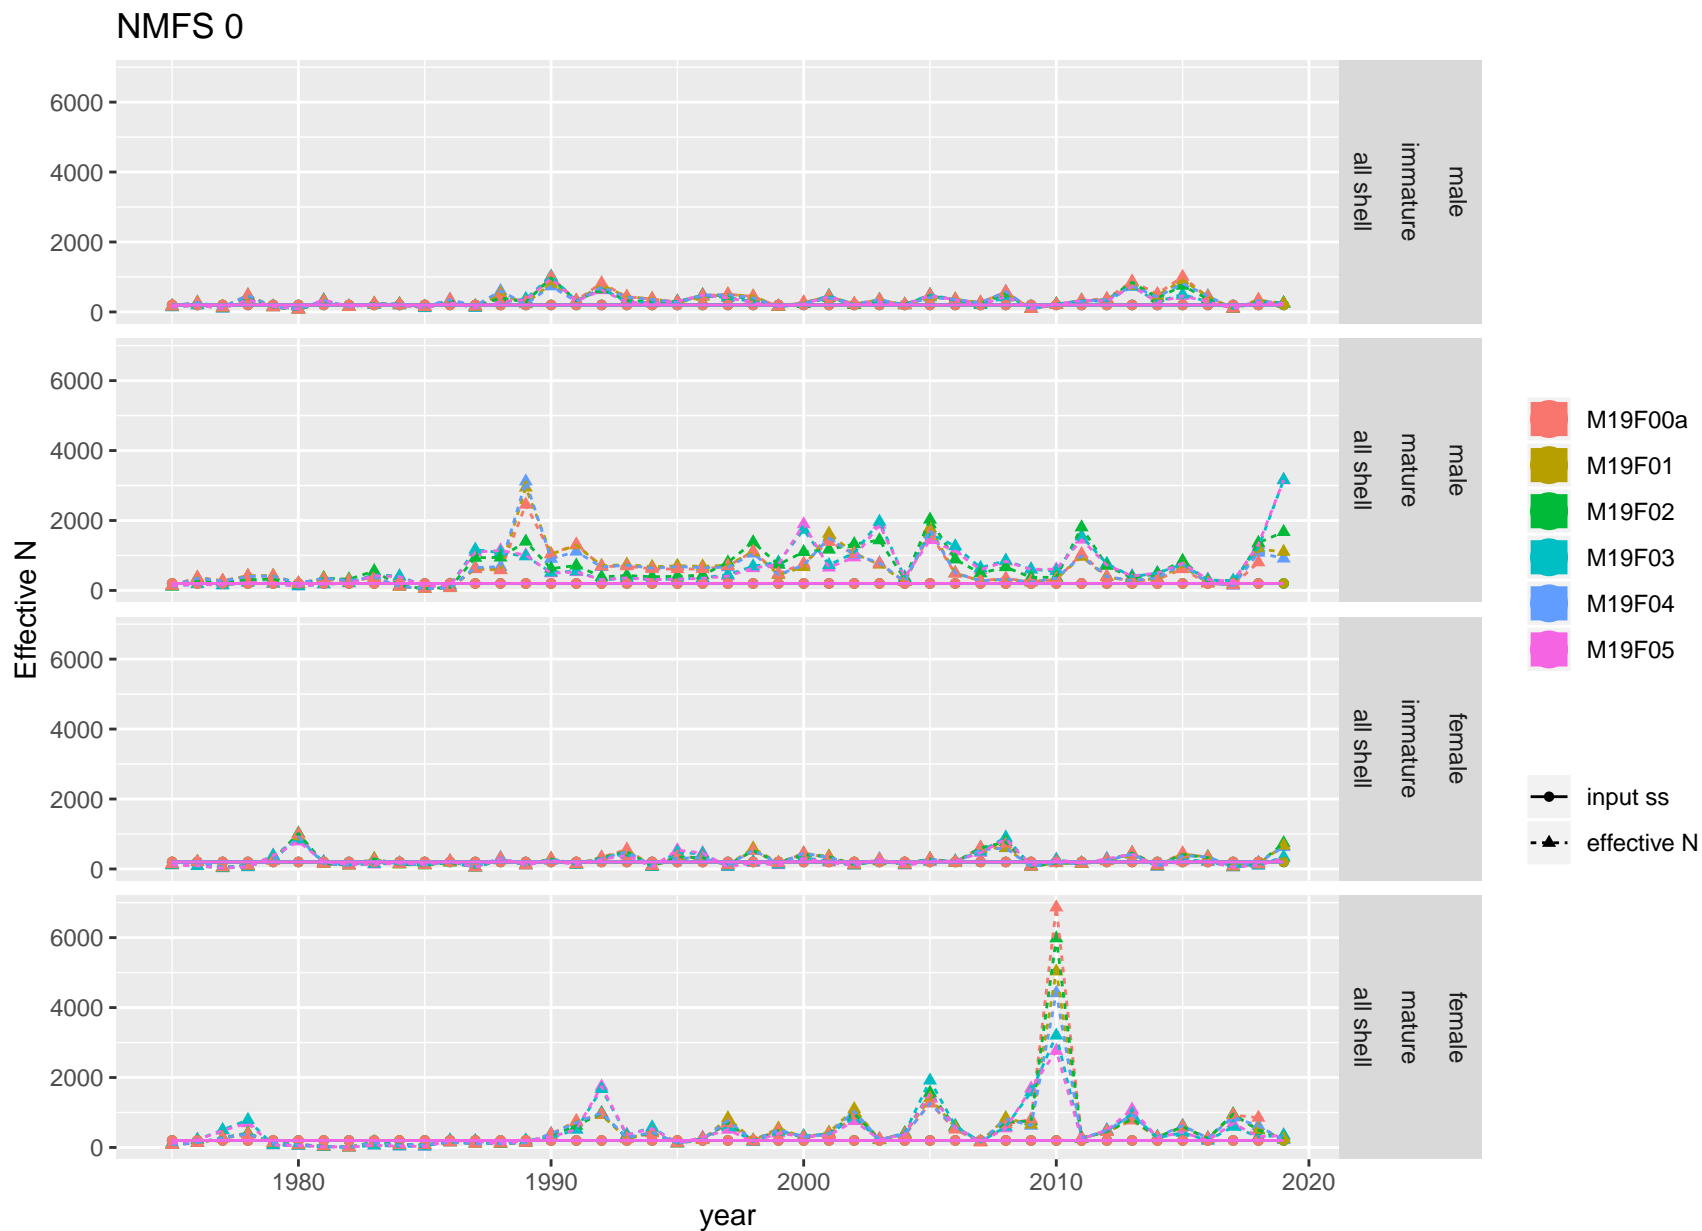 NMFS 0
Effective N
6000
4000
2000
0
all shell
immature
male
6000
4000
2000
0
all shell
mature
male
6000
4000
2000
0
all shell
immature
female
6000
4000
2000
0
all shell
mature
female
1980
1990
2000
2010
2020
year
M19F00a
M19F01
M19F02
M19F03
M19F04
M19F05
input ss
effective N